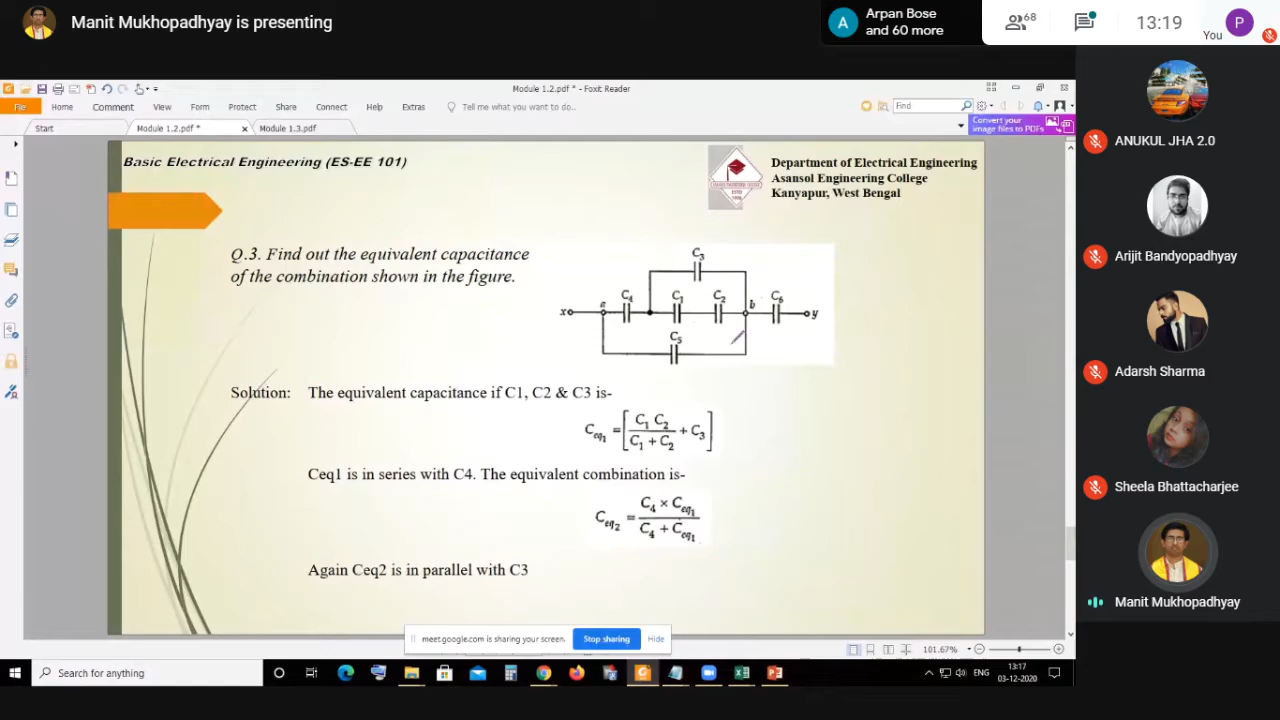 Manit Mukhopadhyay is presenting
A
Arpan Bose
and 60 more
68
13:19
You
P
Module 1.2.pdf * - Foxit Reader
File
Home
Comment
View
Form
Protect
Share
Connect
Help
Extras
Tell me what you want to do...
Find
Start
Module 1.2.pdf *
Module 1.3.pdf
Convert your
image files to PDFs
Basic Electrical Engineering (ES-EE 101)
Department of Electrical Engineering
Asansol Engineering College
Kanyapur, West Bengal
Q.3. Find out the equivalent capacitance
of the combination shown in the figure.
C3
x a C4 C1 C2 b C6 y
C5
Solution: The equivalent capacitance if C1, C2 & C3 is-
Ceq1 = [ C1 C2 / C1 + C2 + C3 ]
Ceq1 is in series with C4. The equivalent combination is-
Ceq2 = C4 × Ceq1 / C4 + Ceq1
Again Ceq2 is in parallel with C3
meet.google.com is sharing your screen.
Stop sharing
Hide
101.67%
Search for anything
ENG
13:17
03-12-2020
ANUKUL JHA 2.0
Arijit Bandyopadhyay
Adarsh Sharma
Sheela Bhattacharjee
Manit Mukhopadhyay